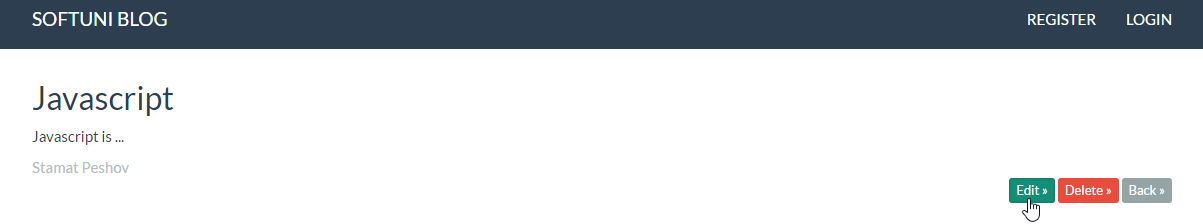 SOFTUNI BLOG REGISTER LOGIN
Javascript
Javascript is ...
Stamat Peshov
Edit » Delete » Back »